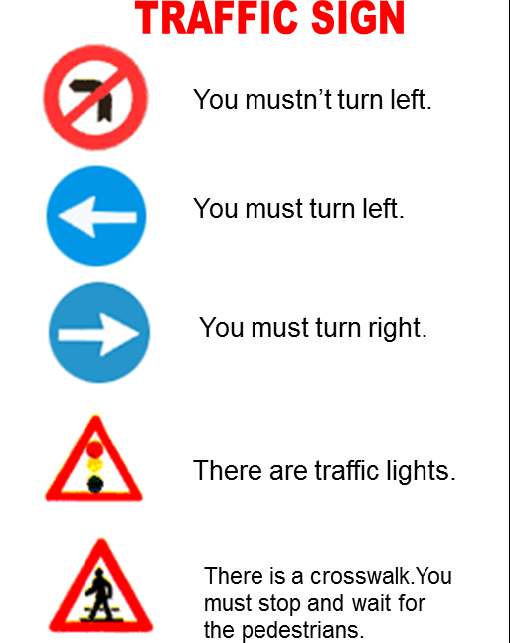 TRAFFIC SIGN
You mustn't turn left.
You must turn left.
You must turn right.
There are traffic lights.
There is a crosswalk.You
must stop and wait for
the pedestrians.